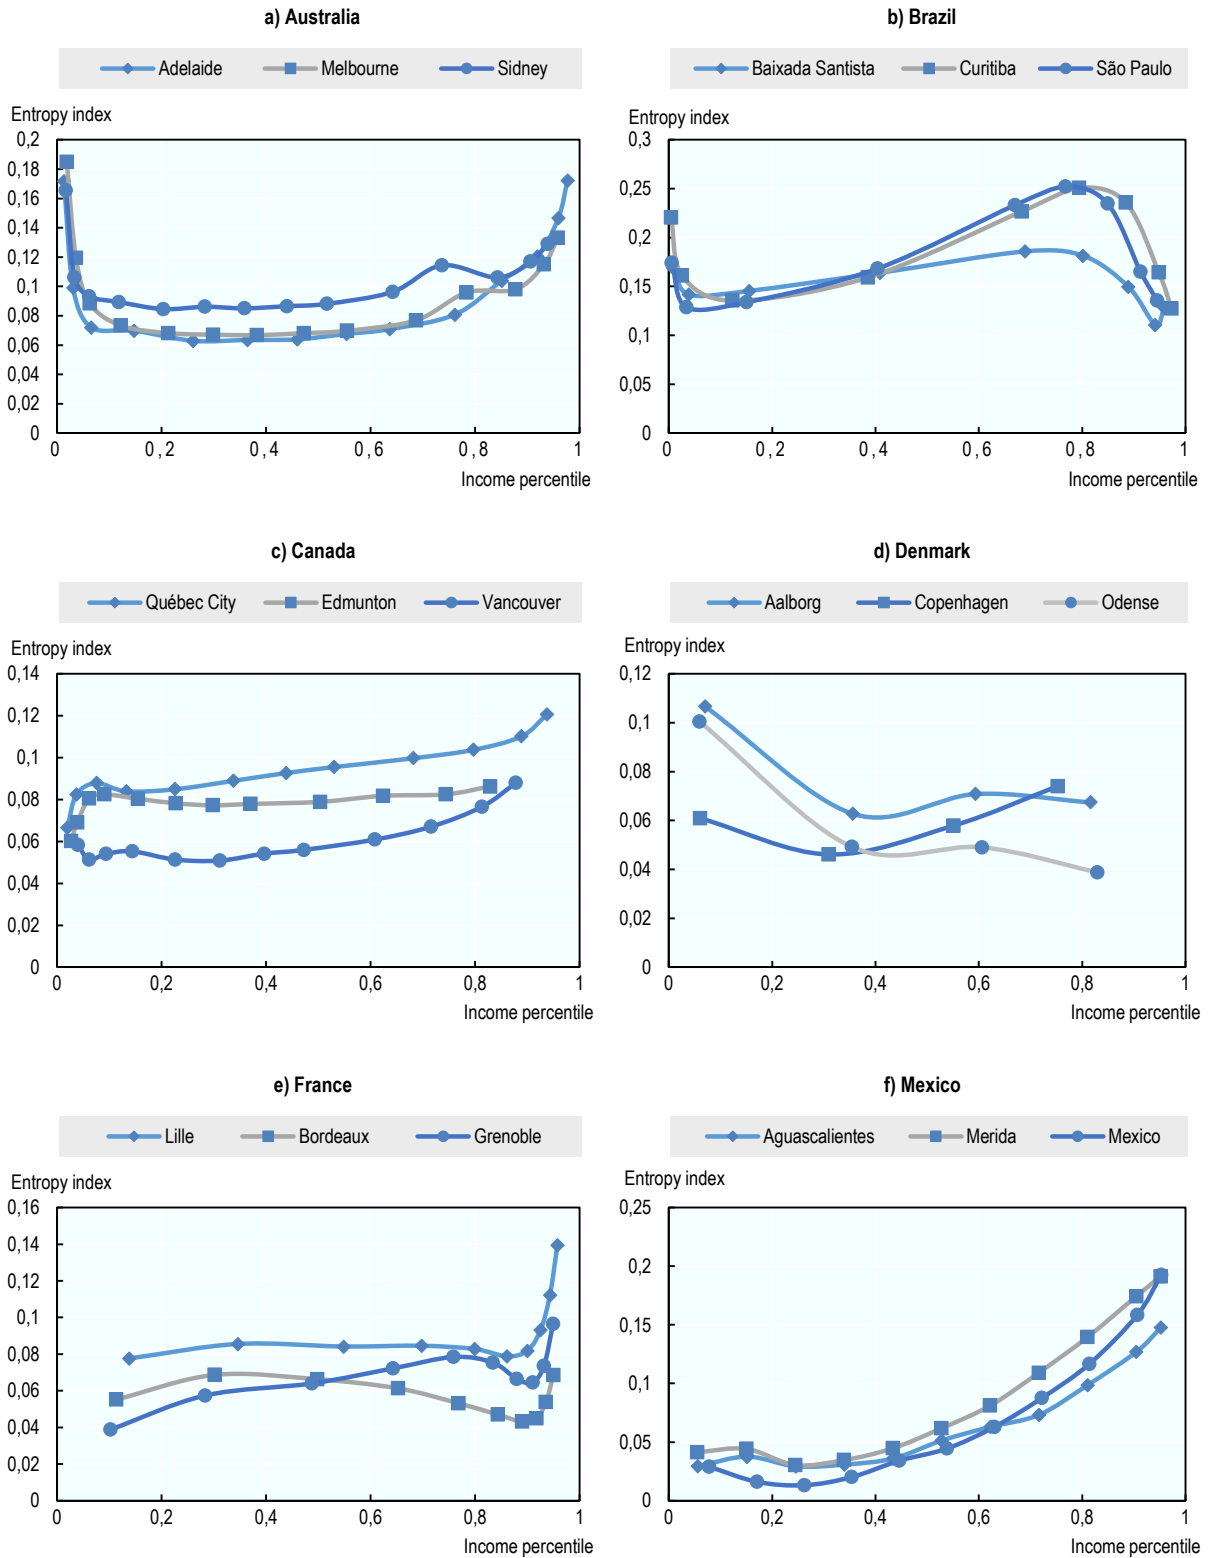 a) Australia
Adelaide Melbourne Sidney
Entropy index
0,2
0,18
0,16
0,14
0,12
0,1
0,08
0,06
0,04
0,02
0
0 0,2 0,4 0,6 0,8 1
Income percentile
b) Brazil
Baixada Santista Curitiba São Paulo
Entropy index
0,3
0,25
0,2
0,15
0,1
0,05
0
0 0,2 0,4 0,6 0,8 1
Income percentile
c) Canada
Québec City Edmunton Vancouver
Entropy index
0,14
0,12
0,1
0,08
0,06
0,04
0,02
0
0 0,2 0,4 0,6 0,8 1
Income percentile
d) Denmark
Aalborg Copenhagen Odense
Entropy index
0,12
0,1
0,08
0,06
0,04
0,02
0
0 0,2 0,4 0,6 0,8 1
Income percentile
e) France
Lille Bordeaux Grenoble
Entropy index
0,16
0,14
0,12
0,1
0,08
0,06
0,04
0,02
0
0 0,2 0,4 0,6 0,8 1
Income percentile
f) Mexico
Aguascalientes Merida Mexico
Entropy index
0,25
0,2
0,15
0,1
0,05
0
0 0,2 0,4 0,6 0,8 1
Income percentile